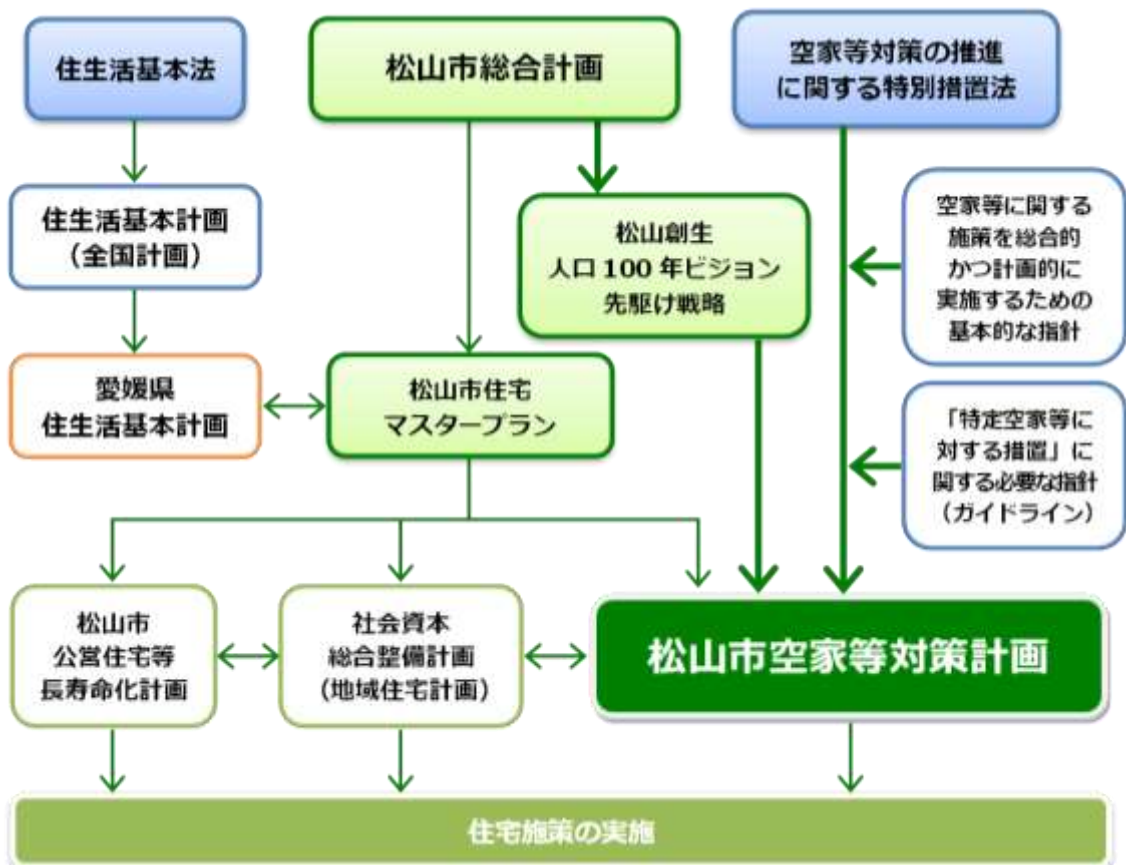 住生活基本法
松山市総合計画
空家等対策の推進
に関する特別措置法
住生活基本計画
（全国計画）
松山創生
人口100年ビジョン
先駆け戦略
空家等に関する
施策を総合的
かつ計画的に
実施するための
基本的な指針
愛媛県
住生活基本計画
松山市住宅
マスタープラン
「特定空家等に
対する措置」に
関する必要な指針
（ガイドライン）
松山市
公営住宅等
長寿命化計画
社会資本
総合整備計画
（地域住宅計画）
松山市空家等対策計画
住宅施策の実施